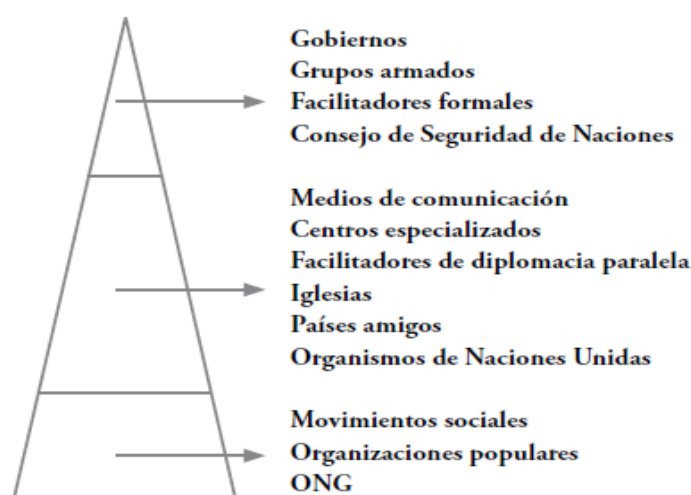 Gobiernos
Grupos armados
Facilitadores formales
Consejo de Seguridad de Naciones
Medios de comunicación
Centros especializados
Facilitadores de diplomacia paralela
Iglesias
Países amigos
Organismos de Naciones Unidas
Movimientos sociales
Organizaciones populares
ONG